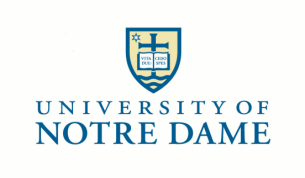 VITA CEDO
DUL SPES
UNIVERSITY OF
NOTRE DAME